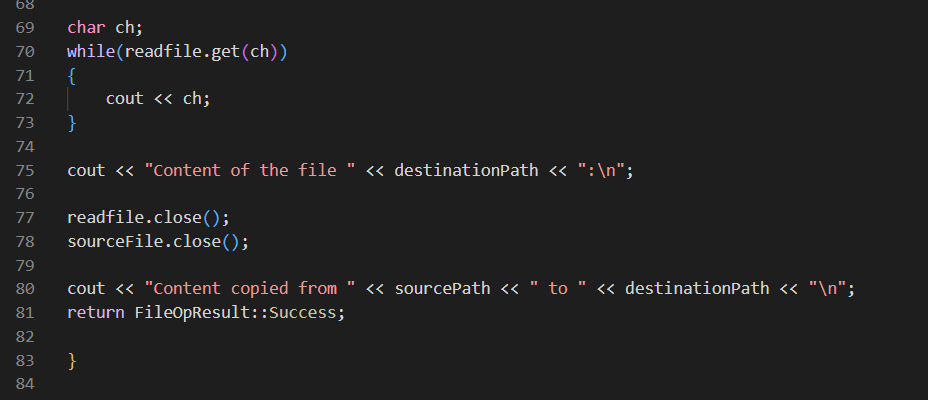 68
69 char ch;
70 while(readfile.get(ch))
71 {
72     cout << ch;
73 }
74
75 cout << "Content of the file " << destinationPath << ":\n";
76
77 readfile.close();
78 sourceFile.close();
79
80 cout << "Content copied from " << sourcePath << " to " << destinationPath << "\n";
81 return FileOpResult::Success;
82
83 }
84